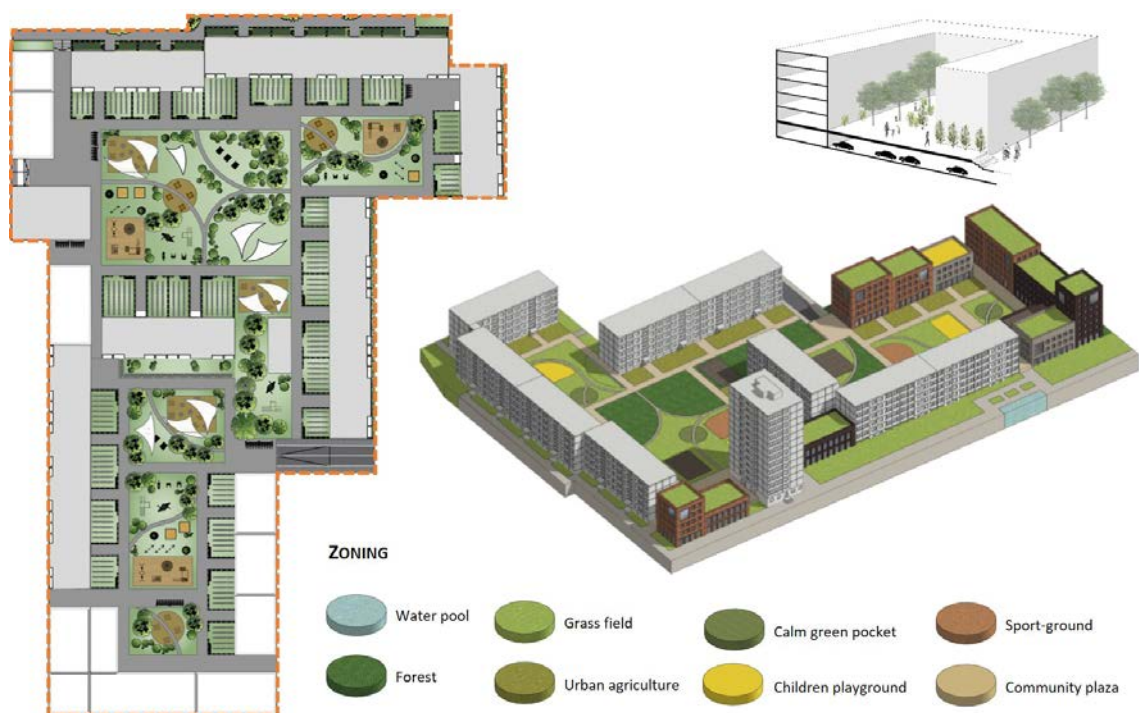 ZONING
Water pool
Grass field
Calm green pocket
Sport-ground
Forest
Urban agriculture
Children playground
Community plaza